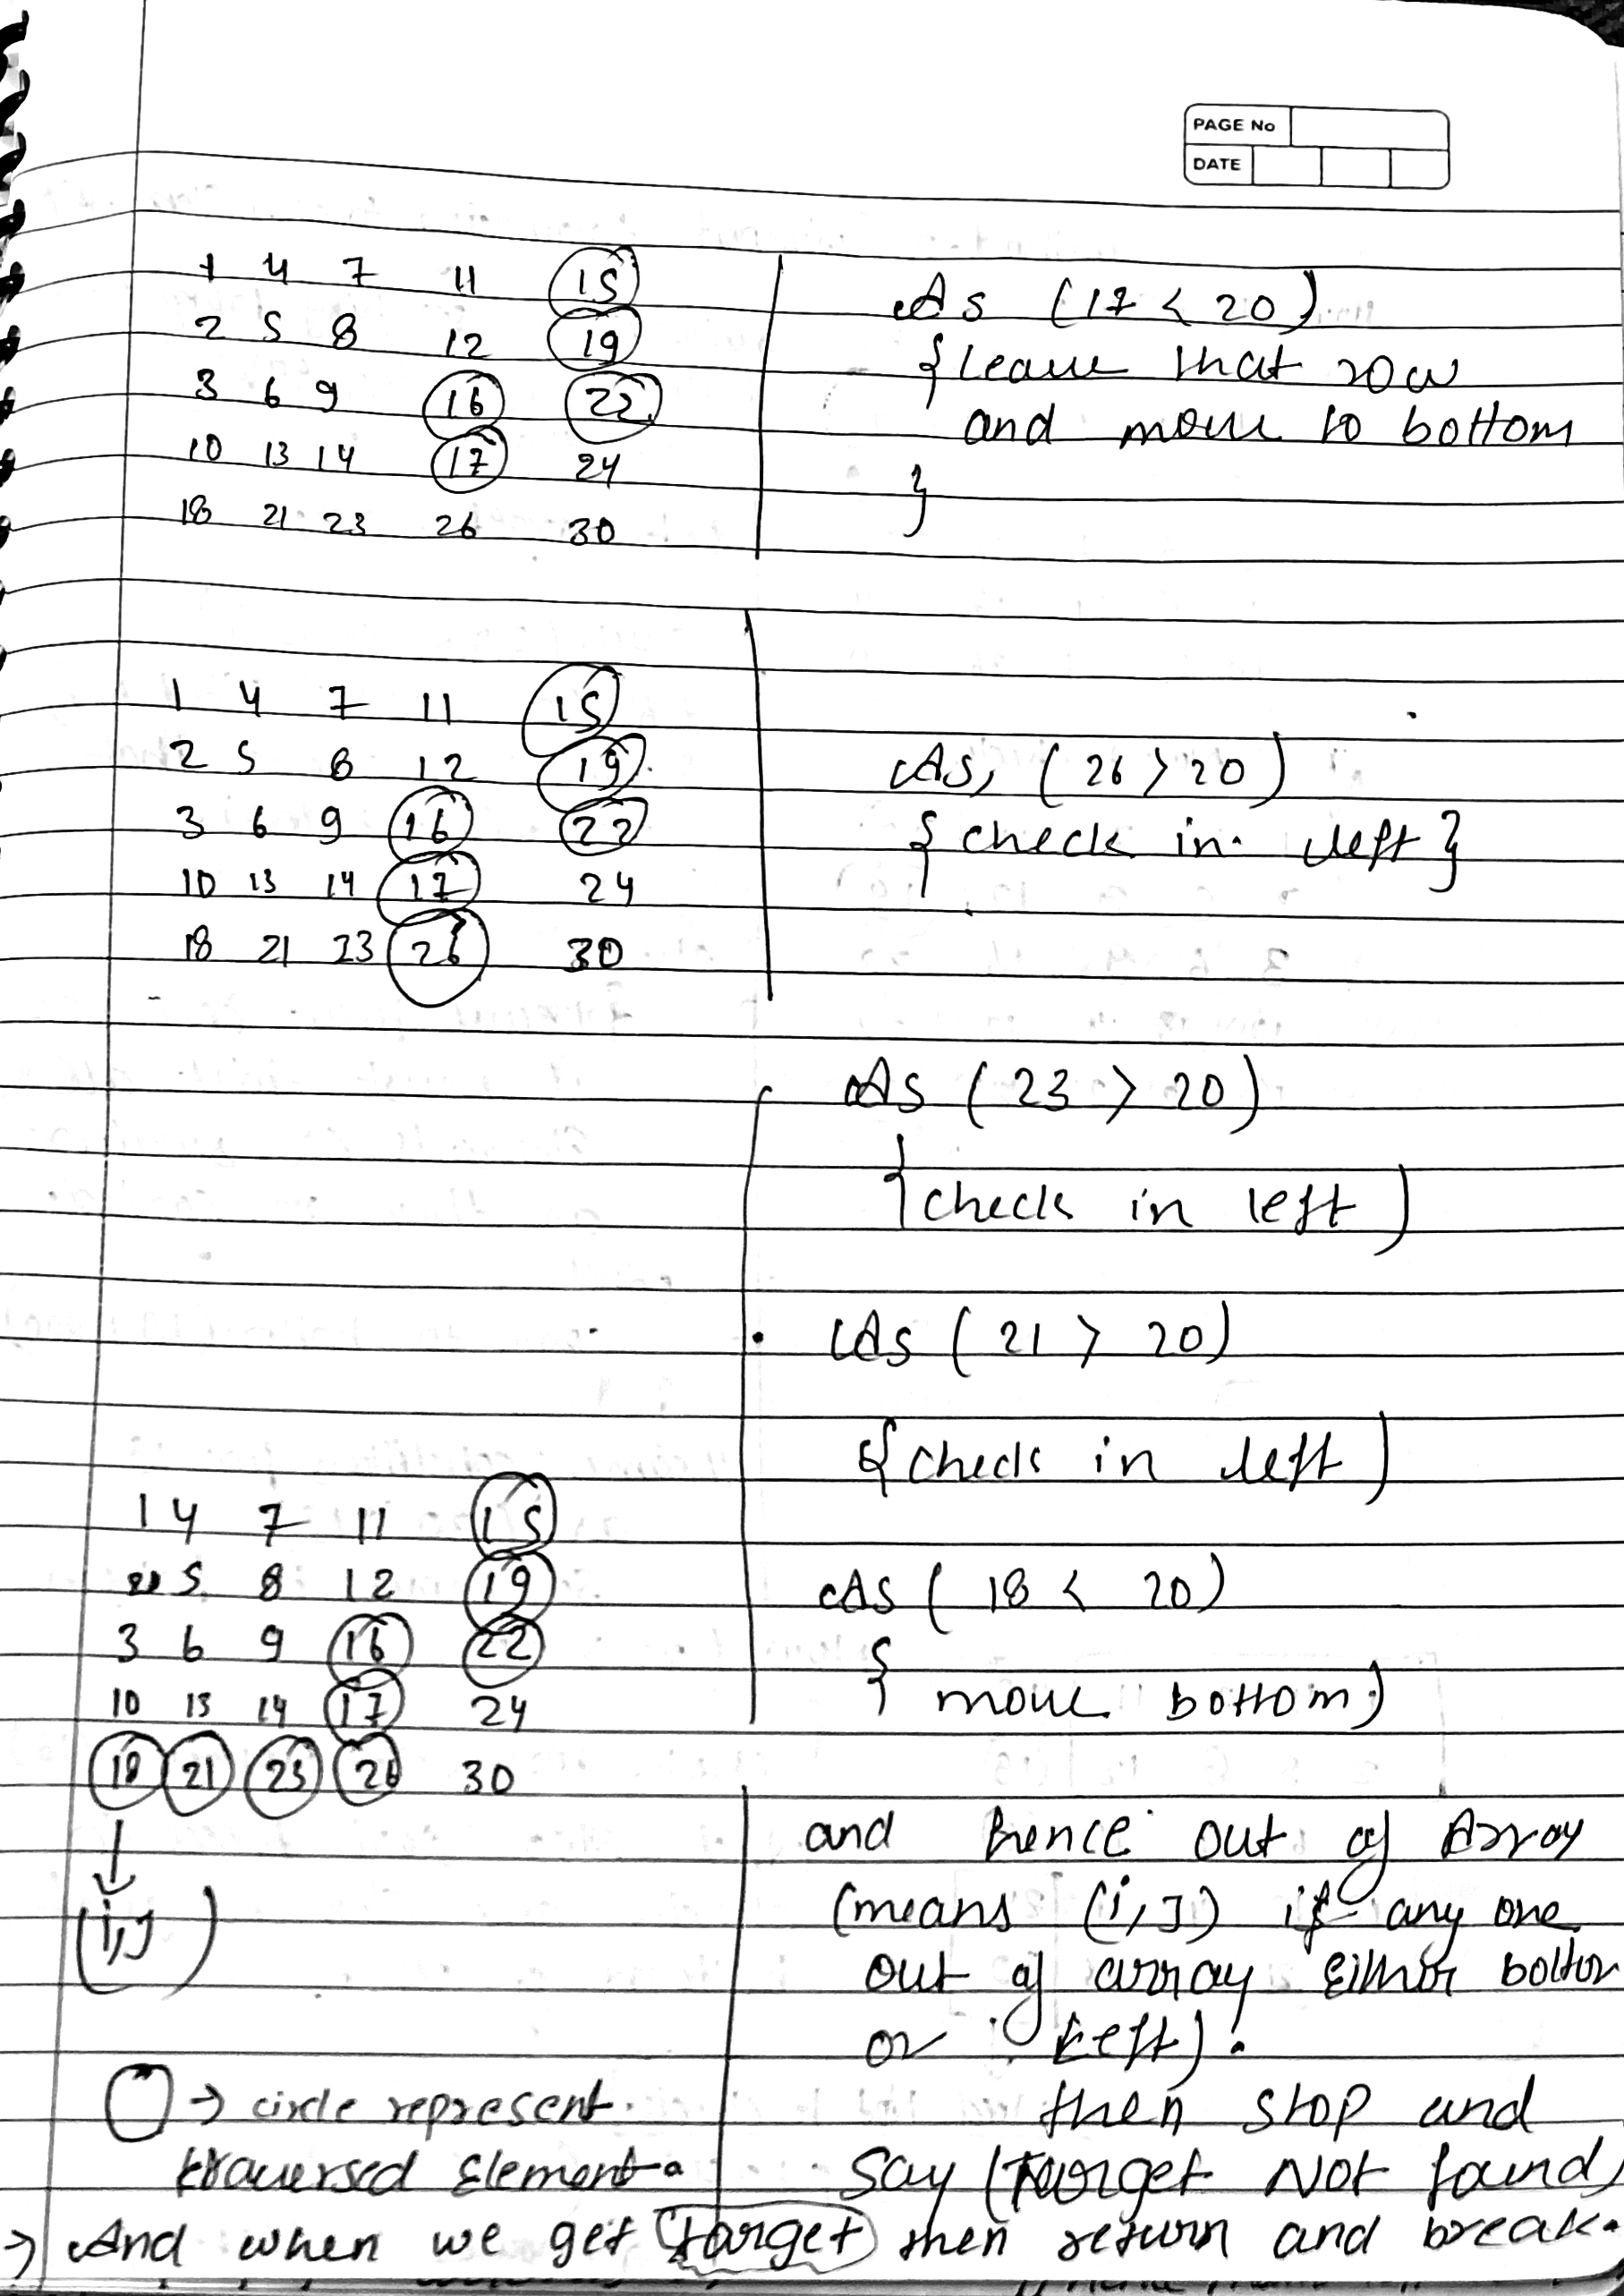 PAGE No
DATE
1 4 7 11 15
2 5 8 12 19
3 6 9 16 22
10 13 14 17 24
18 21 23 26 30
As (17 < 20)
{ leave that row
and move to bottom
}
1 4 7 11 15
2 5 8 12 19
3 6 9 16 22
10 13 14 17 24
18 21 23 26 30
As, (26 > 20)
{ check in left }
As (23 > 20)
{ check in left }
As (21 > 20)
{ check in left }
1 4 7 11 15
2 5 8 12 19
3 6 9 16 22
10 13 14 17 24
18 21 23 26 30
↓
(i,J)
As ( 18 < 20)
{ move bottom }
and hence out of Array
(means (i,J) if any one
out of array Either bottom
or Left).
then stop and
Say (Target Not found)
○ → circle represent
traversed Element.
→ And when we get Target then return and break.